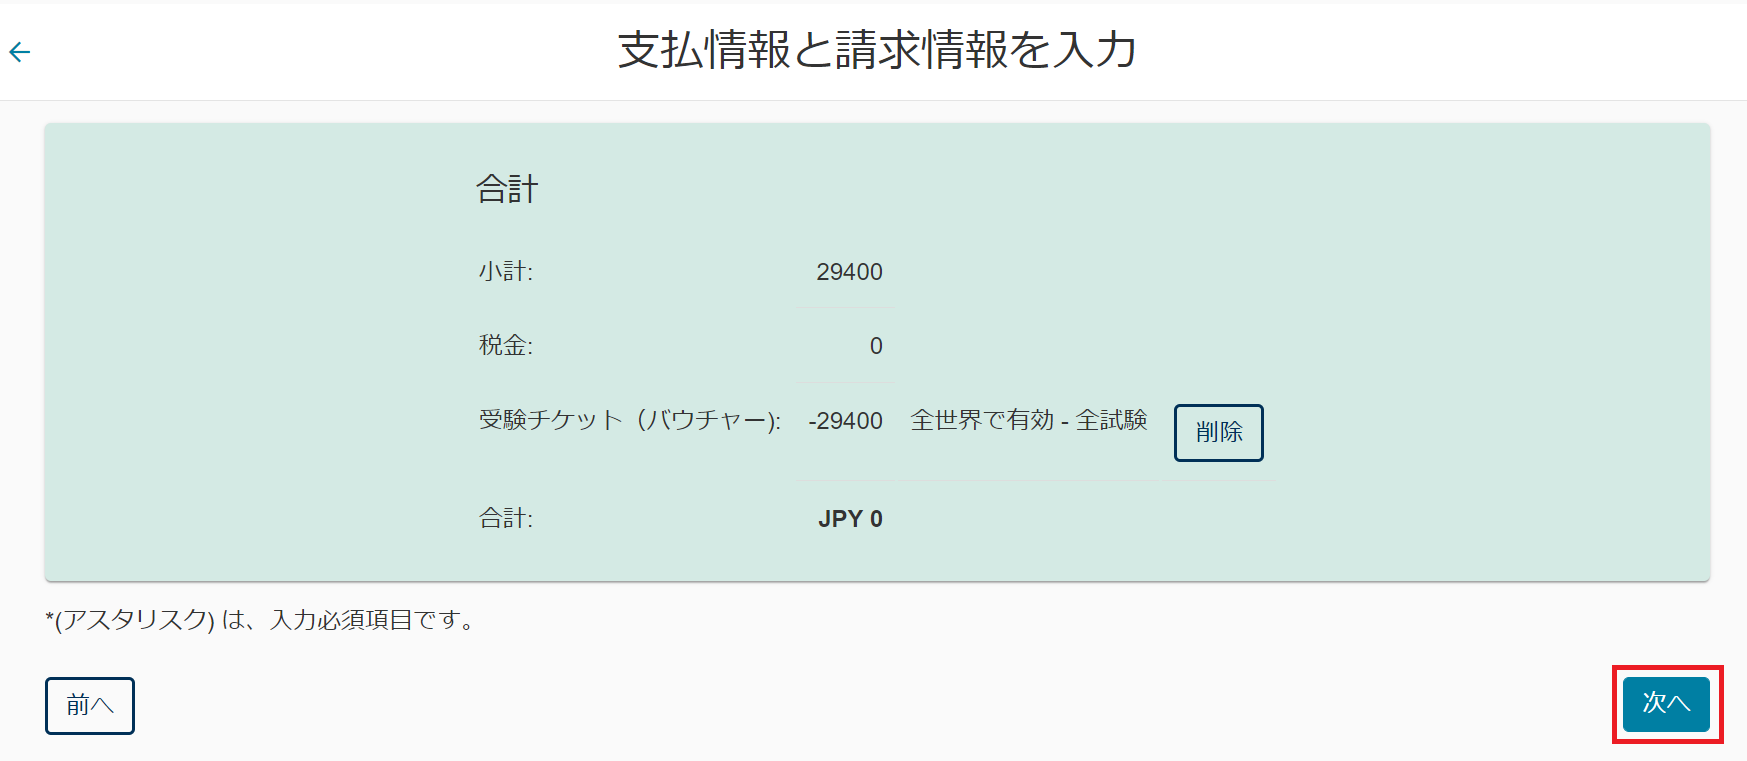 支払情報と請求情報を入力
合計
小計: 29400
税金: 0
受験チケット（バウチャー): -29400 全世界で有効 - 全試験 削除
合計: JPY 0
*(アスタリスク) は、入力必須項目です。
前へ 次へ